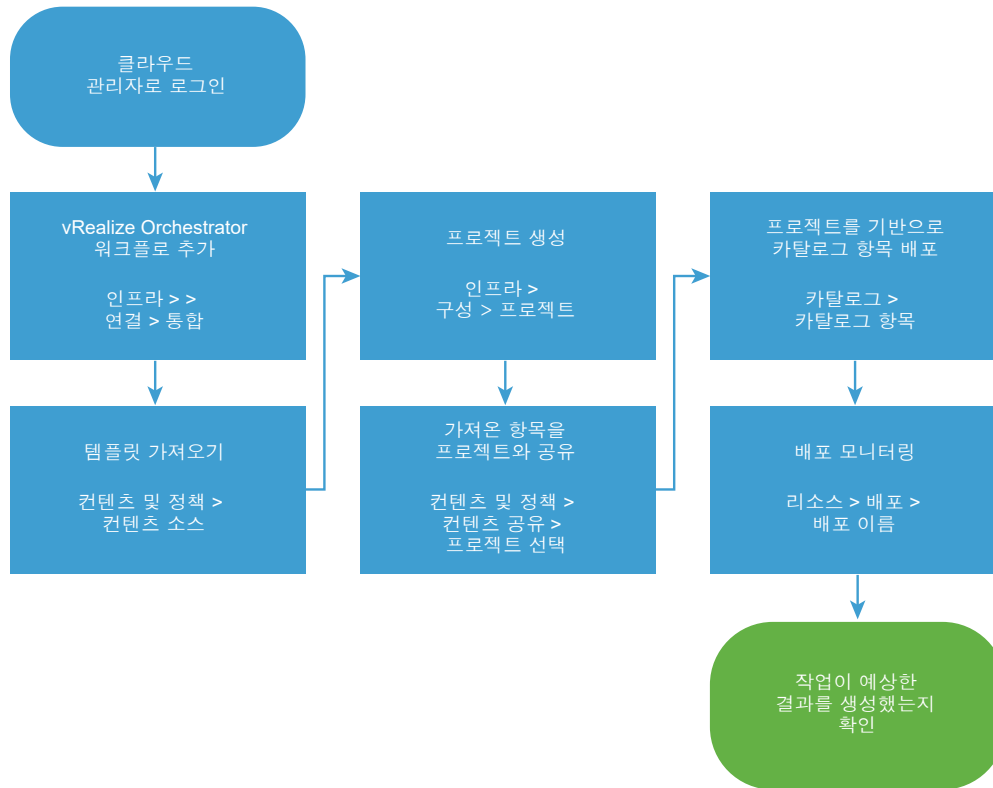 클라우드
관리자로 로그인
vRealize Orchestrator
워크플로 추가
인프라 > >
연결 > 통합
템플릿 가져오기
컨텐츠 및 정책 >
컨텐츠 소스
프로젝트 생성
인프라 >
구성 > 프로젝트
가져온 항목을
프로젝트와 공유
컨텐츠 및 정책 >
컨텐츠 공유 >
프로젝트 선택
프로젝트를 기반으로
카탈로그 항목 배포
카탈로그 >
카탈로그 항목
배포 모니터링
리소스 > 배포 >
배포 이름
작업이 예상한
결과를 생성했는지
확인